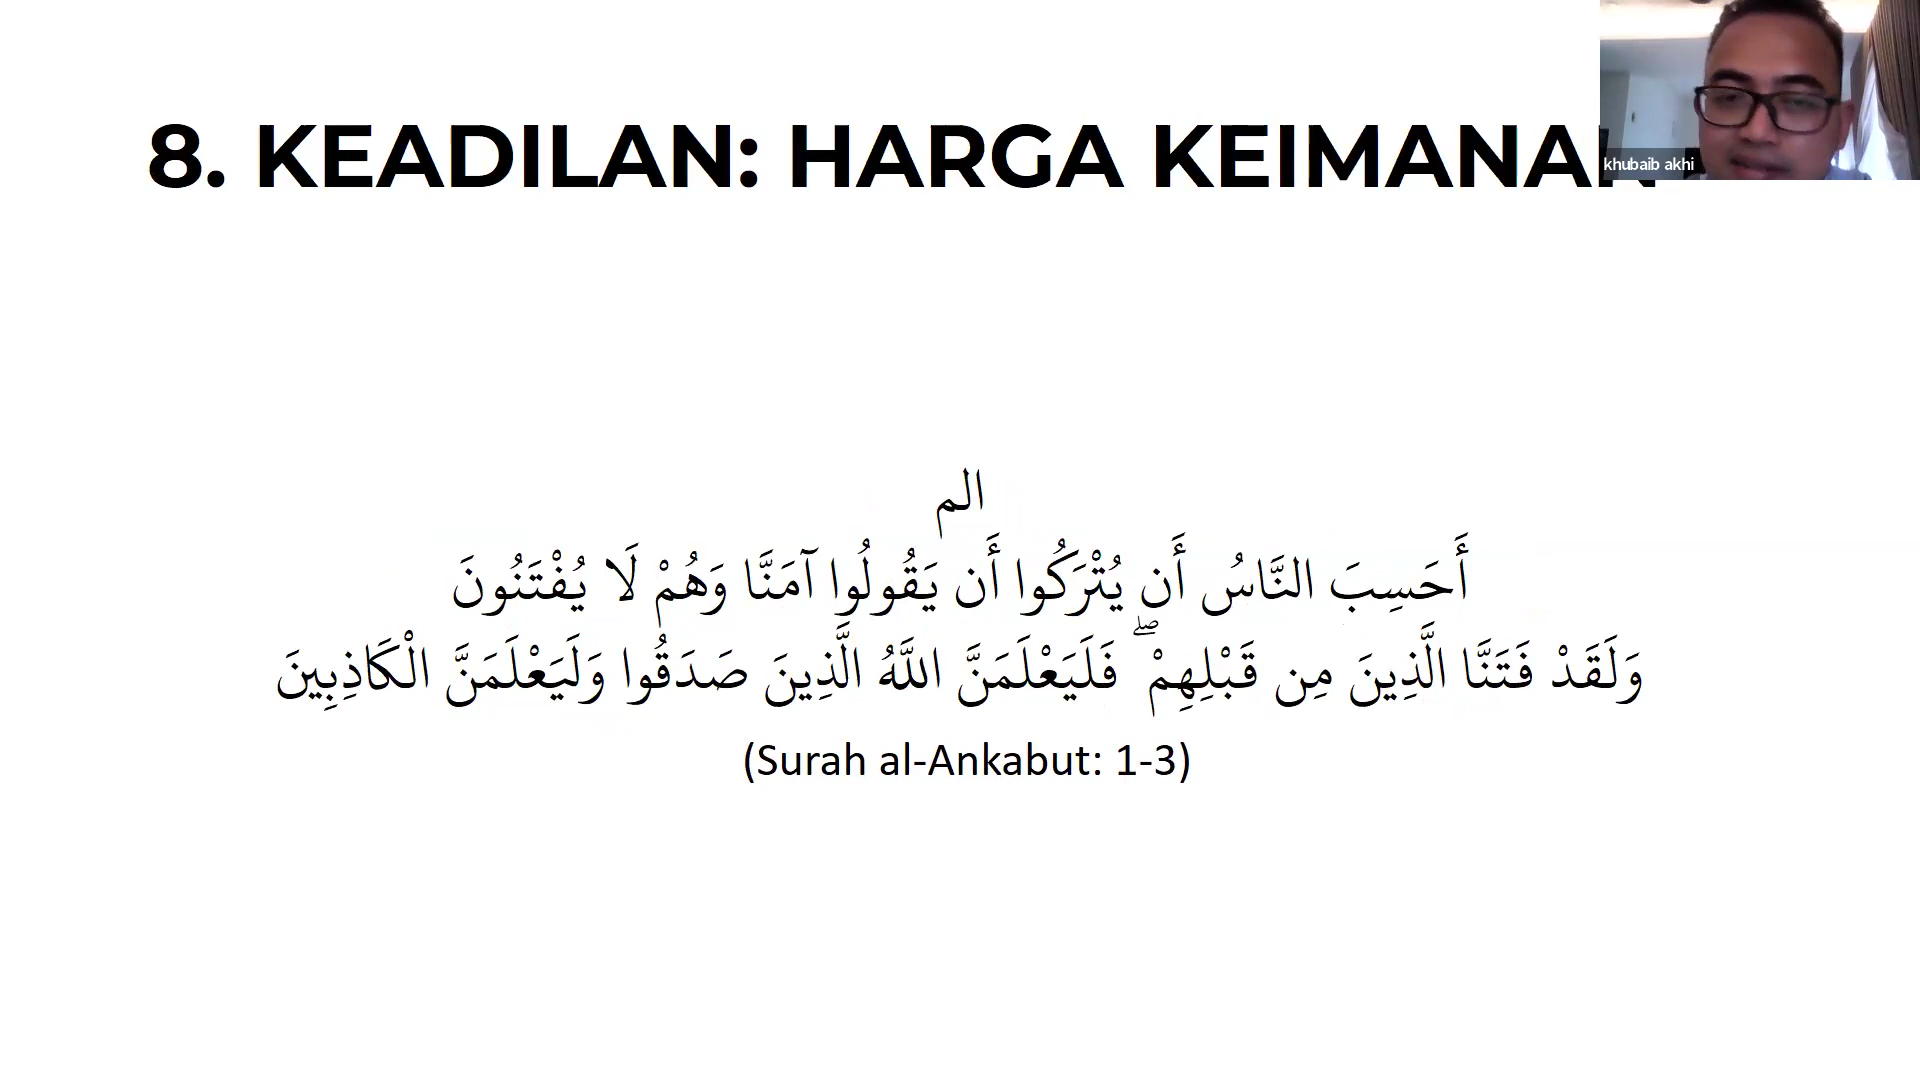 8. KEADILAN: HARGA KEIMANAN
khubaib akhi
الم
أَحَسِبَ النَّاسُ أَن يُتْرَكُوا أَن يَقُولُوا آمَنَّا وَهُمْ لَا يُفْتَنُونَ
وَلَقَدْ فَتَنَّا الَّذِينَ مِن قَبْلِهِمْ ۖ فَلَيَعْلَمَنَّ اللَّهُ الَّذِينَ صَدَقُوا وَلَيَعْلَمَنَّ الْكَاذِبِينَ
(Surah al-Ankabut: 1-3)